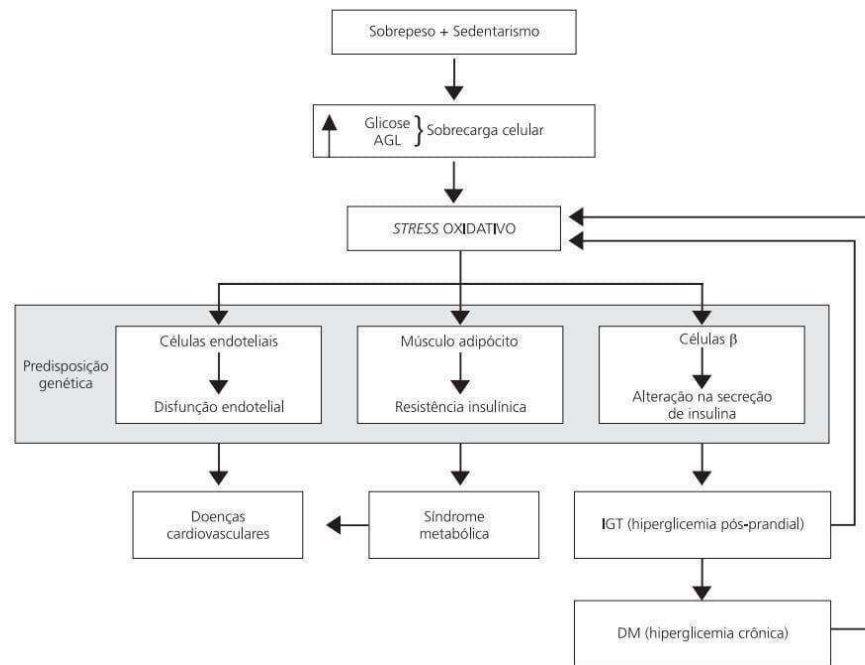 Sobrepeso + Sedentarismo
Glicose
AGL
} Sobrecarga celular
STRESS OXIDATIVO
Predisposição
genética
Células endoteliais
Disfunção endotelial
Músculo adipócito
Resistência insulínica
Células β
Alteração na secreção
de insulina
Doenças
cardiovasculares
Síndrome
metabólica
IGT (hiperglicemia pós-prandial)
DM (hiperglicemia crônica)